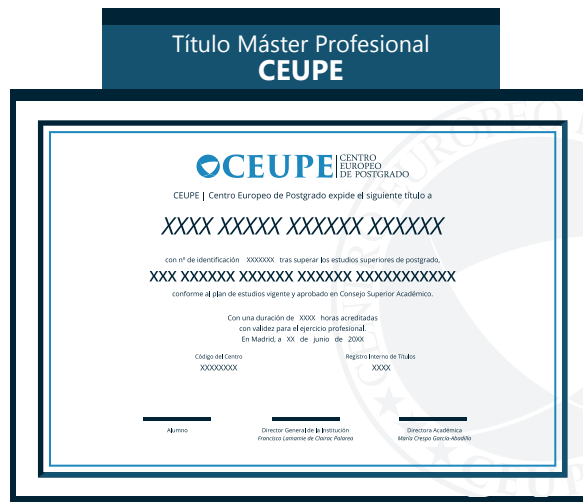 Título Máster Profesional
CEUPE
CEUPE CENTRO
EUROPEO
DE POSTGRADO
CEUPE | Centro Europeo de Postgrado expide el siguiente título a
XXXX XXXXX XXXXXX XXXXXX
con nº de identificación XXXXXXX tras superar los estudios superiores de postgrado,
XXX XXXXXX XXXXXX XXXXXX XXXXXXXXXXX
conforme al plan de estudios vigente y aprobado en Consejo Superior Académico.
Con una duración de XXXX horas acreditadas
con validez para el ejercicio profesional.
En Madrid, a XX de junio de 20XX
Código del Centro Registro Interno de Títulos
XXXXXXXX XXXX
Alumno Director General de la Institución Directora Académica
Francisco Lamamie de Clairac Palarea María Crespo García-Abadillo